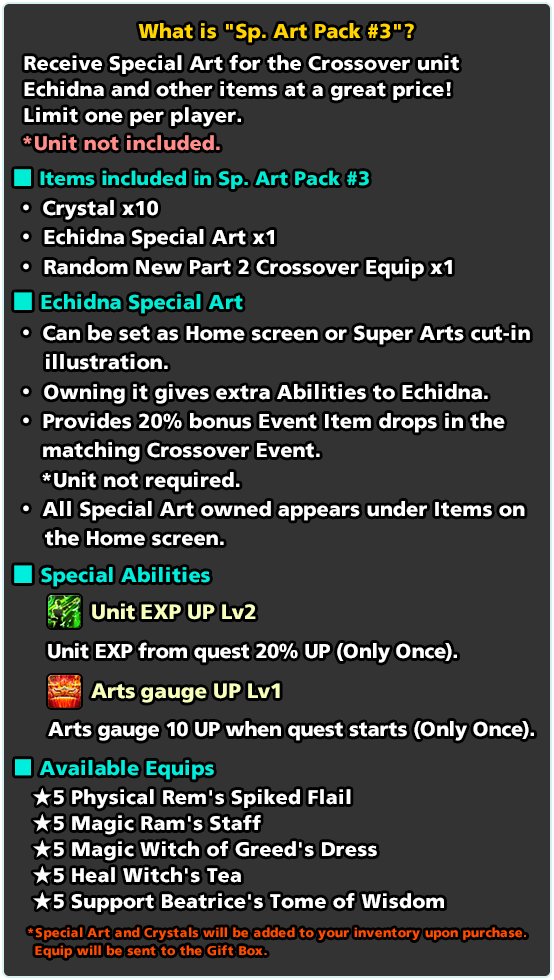 What is "Sp. Art Pack #3"?
Receive Special Art for the Crossover unit
Echidna and other items at a great price!
Limit one per player.
*Unit not included.
■ Items included in Sp. Art Pack #3
・ Crystal x10
・ Echidna Special Art x1
・ Random New Part 2 Crossover Equip x1
■ Echidna Special Art
・ Can be set as Home screen or Super Arts cut-in
illustration.
・ Owning it gives extra Abilities to Echidna.
・ Provides 20% bonus Event Item drops in the
matching Crossover Event.
*Unit not required.
・ All Special Art owned appears under Items on
the Home screen.
■ Special Abilities
Unit EXP UP Lv2
Unit EXP from quest 20% UP (Only Once).
Arts gauge UP Lv1
Arts gauge 10 UP when quest starts (Only Once).
■ Available Equips
★5 Physical Rem's Spiked Flail
★5 Magic Ram's Staff
★5 Magic Witch of Greed's Dress
★5 Heal Witch's Tea
★5 Support Beatrice's Tome of Wisdom
*Special Art and Crystals will be added to your inventory upon purchase.
Equip will be sent to the Gift Box.